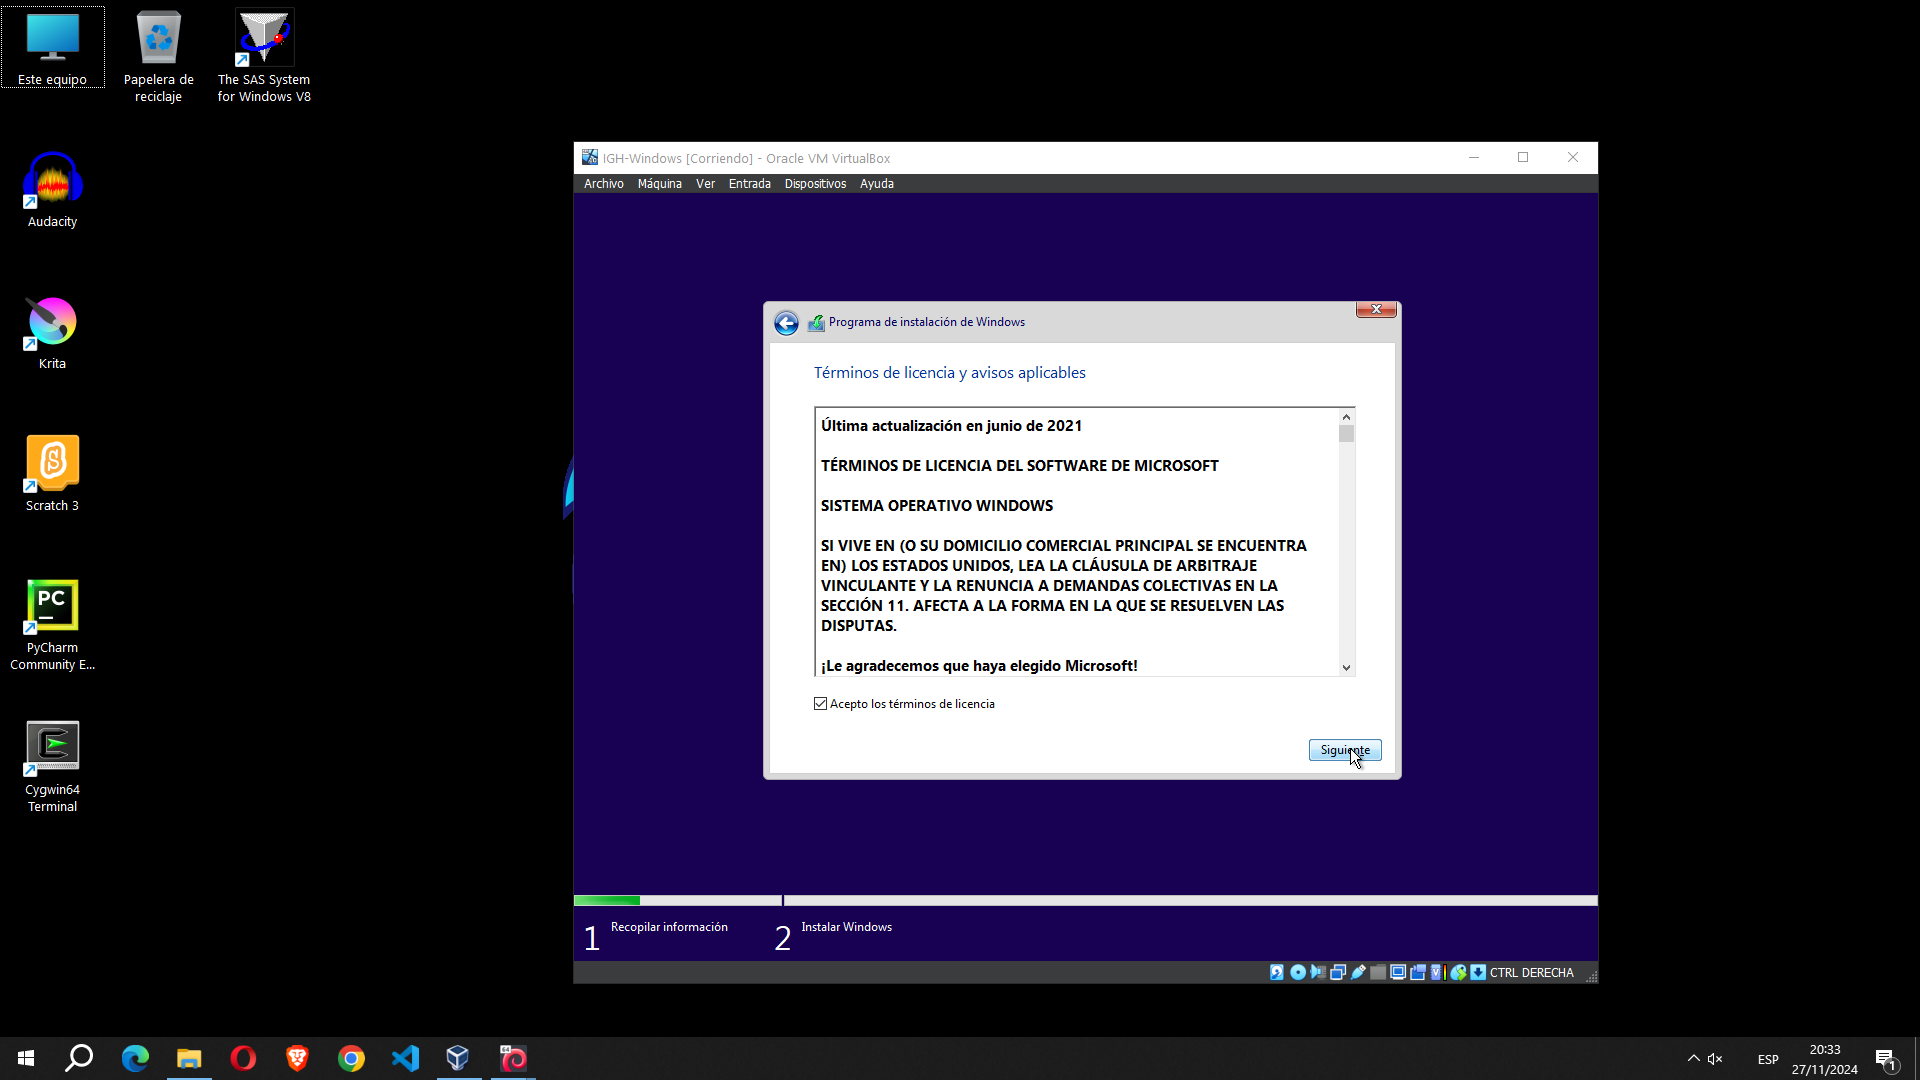 Este equipo
Papelera de
reciclaje
The SAS System
for Windows V8
Audacity
Krita
Scratch 3
PC
PyCharm
Community E...
Cygwin64
Terminal
IGH-Windows [Corriendo] - Oracle VM VirtualBox
Archivo Máquina Ver Entrada Dispositivos Ayuda
Programa de instalación de Windows
Términos de licencia y avisos aplicables
Última actualización en junio de 2021
TÉRMINOS DE LICENCIA DEL SOFTWARE DE MICROSOFT
SISTEMA OPERATIVO WINDOWS
SI VIVE EN (O SU DOMICILIO COMERCIAL PRINCIPAL SE ENCUENTRA
EN) LOS ESTADOS UNIDOS, LEA LA CLÁUSULA DE ARBITRAJE
VINCULANTE Y LA RENUNCIA A DEMANDAS COLECTIVAS EN LA
SECCIÓN 11. AFECTA A LA FORMA EN LA QUE SE RESUELVEN LAS
DISPUTAS.
¡Le agradecemos que haya elegido Microsoft!
Acepto los términos de licencia
Siguiente
1 Recopilar información 2 Instalar Windows
CTRL DERECHA
ESP
20:33
27/11/2024
1